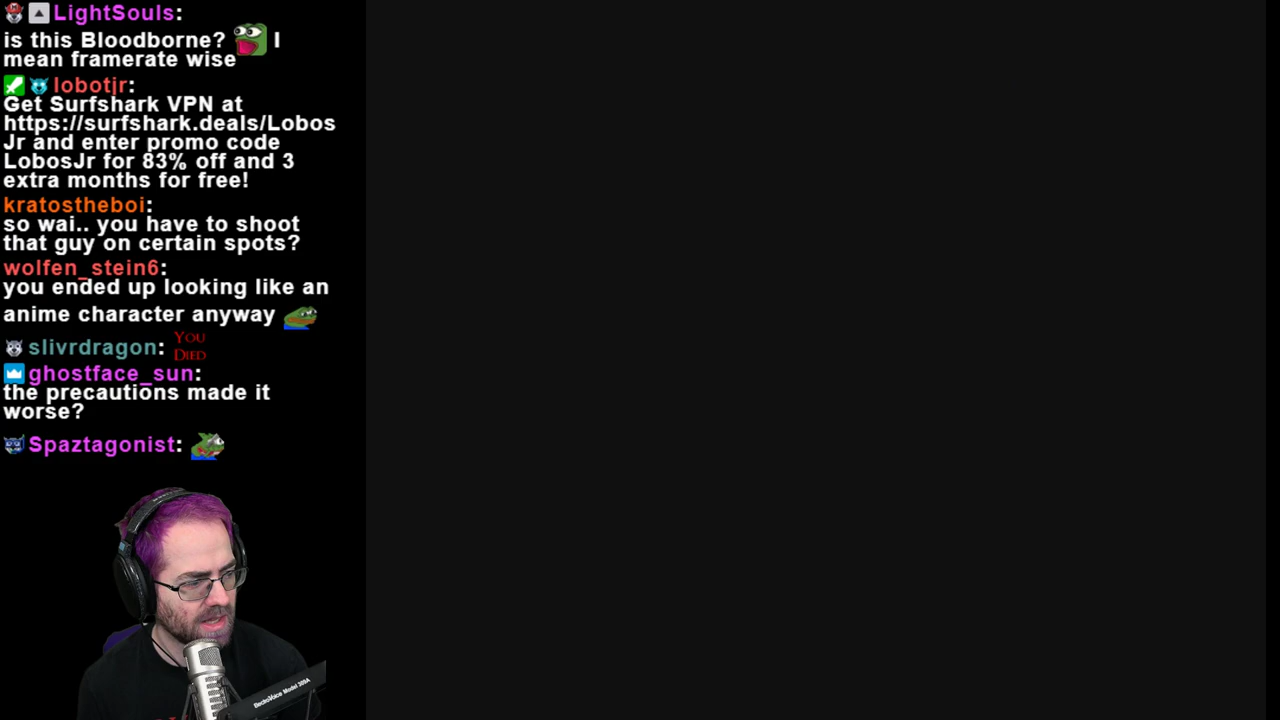 LightSouls:
is this Bloodborne? I
mean framerate wise
lobotjr:
Get Surfshark VPN at
https://surfshark.deals/Lobos
Jr and enter promo code
LobosJr for 83% off and 3
extra months for free!
kratostheboi:
so wai.. you have to shoot
that guy on certain spots?
wolfen_stein6:
you ended up looking like an
anime character anyway
slivrdragon: YOU
DIED
ghostface_sun:
the precautions made it
worse?
Spaztagonist:
ElectroVoice Model 309A